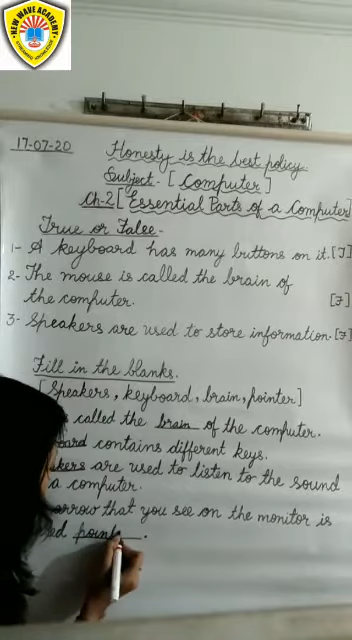 NEW WAVE ACADEMY
17-07-20
Honesty is the best policy.
Subject - [Computer]
Ch-2 [Essential Parts of a Computer]
True or False -
1- A keyboard has many buttons on it. [T]
2- The mouse is called the brain of
the computer. [F]
3- Speakers are used to store information. [F]
Fill in the blanks.
[Speakers, keyboard, brain, pointer]
called the brain of the computer.
oard contains different keys.
kers are used to listen to the sound
a computer.
arrow that you see on the monitor is
ed point